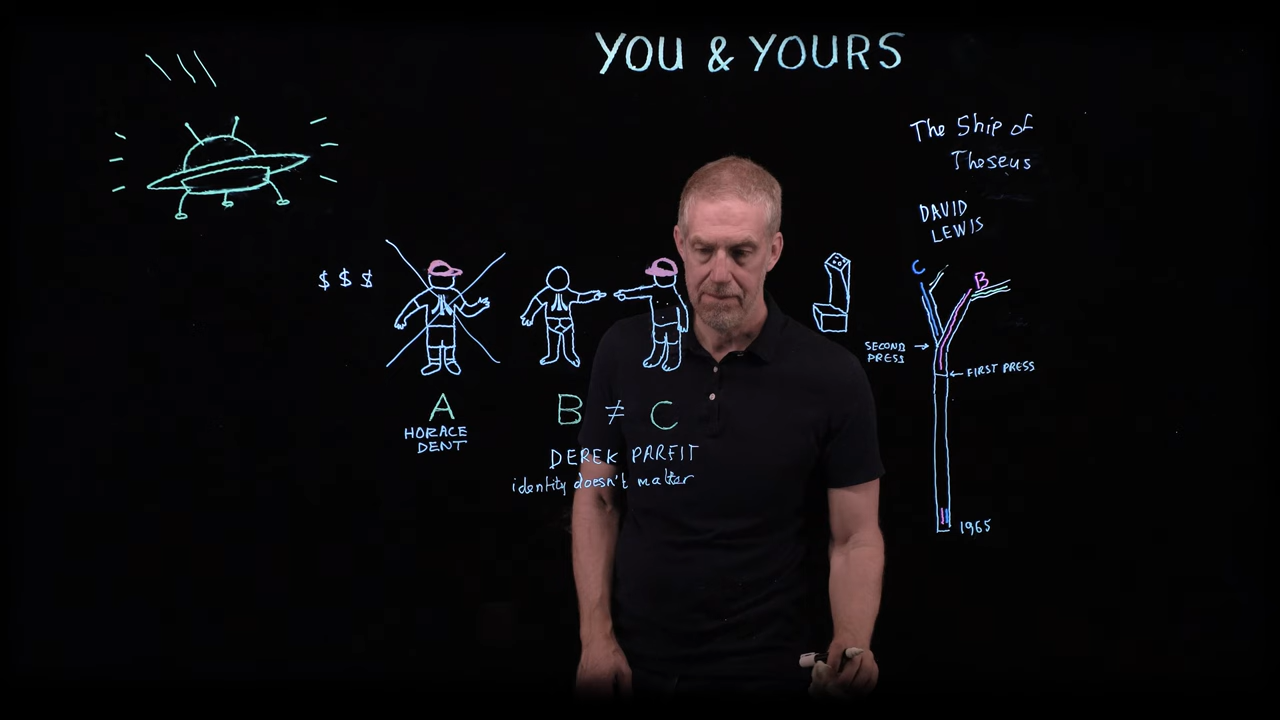 YOU & YOURS
The Ship of
Theseus
DAVID
LEWIS
$ $ $
C
B
SECOND
PRESS
FIRST PRESS
A
HORACE
DENT
B ≠ C
DEREK PARFIT
identity doesn't matter
1965